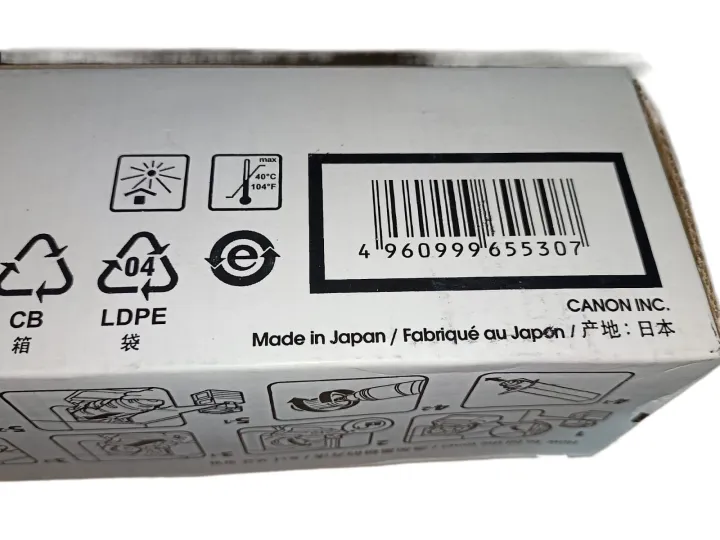 max
40°C
104°F
4 960999 655307
04
CB
LDPE
箱
袋
CANON INC.
Made in Japan / Fabriqué au Japon / 产地：日本